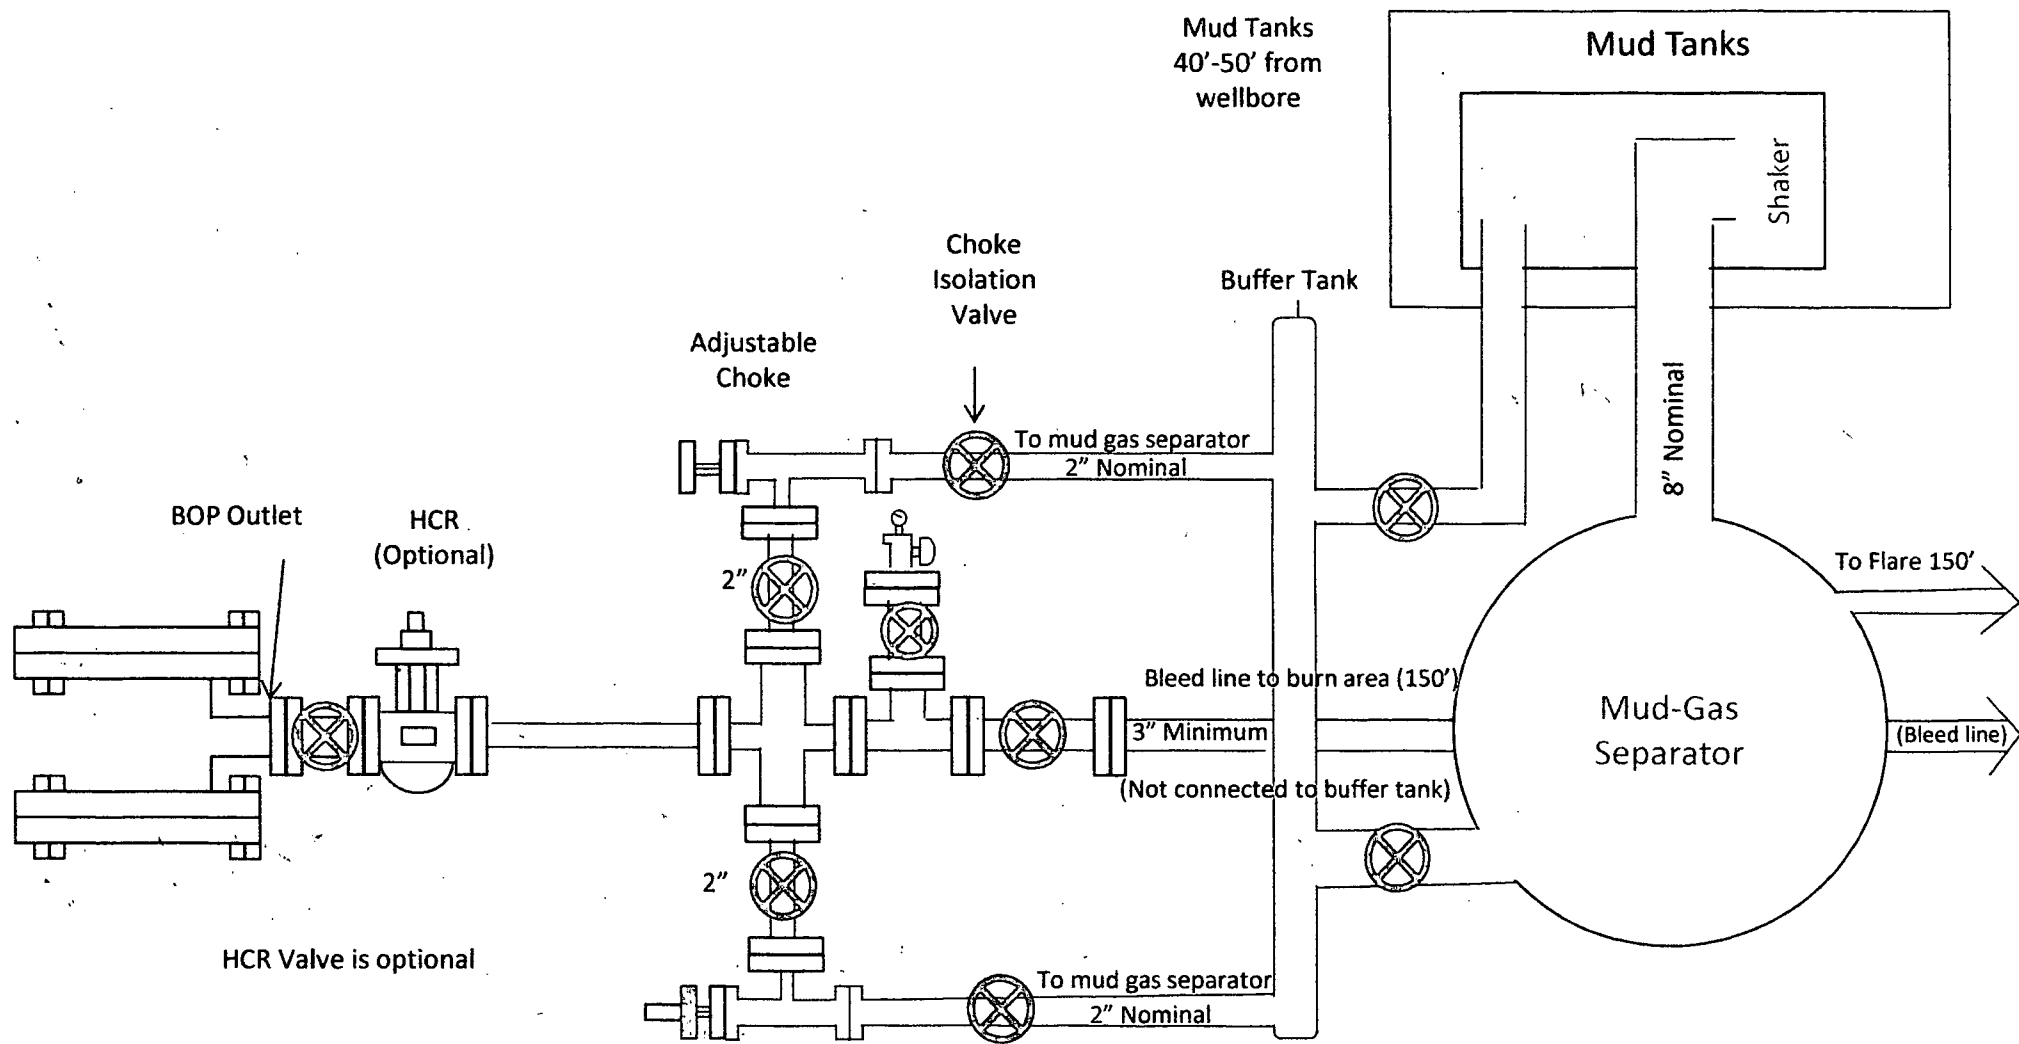 Mud Tanks
40'-50' from
wellbore
Mud Tanks
Shaker
Choke
Isolation
Valve
Buffer Tank
Adjustable
Choke
8" Nominal
To mud gas separator
2" Nominal
BOP Outlet
HCR
(Optional)
2"
To Flare 150'
Bleed line to burn area (150')
3" Minimum
(Not connected to buffer tank)
Mud-Gas
Separator
(Bleed line)
2"
HCR Valve is optional
To mud gas separator
2" Nominal